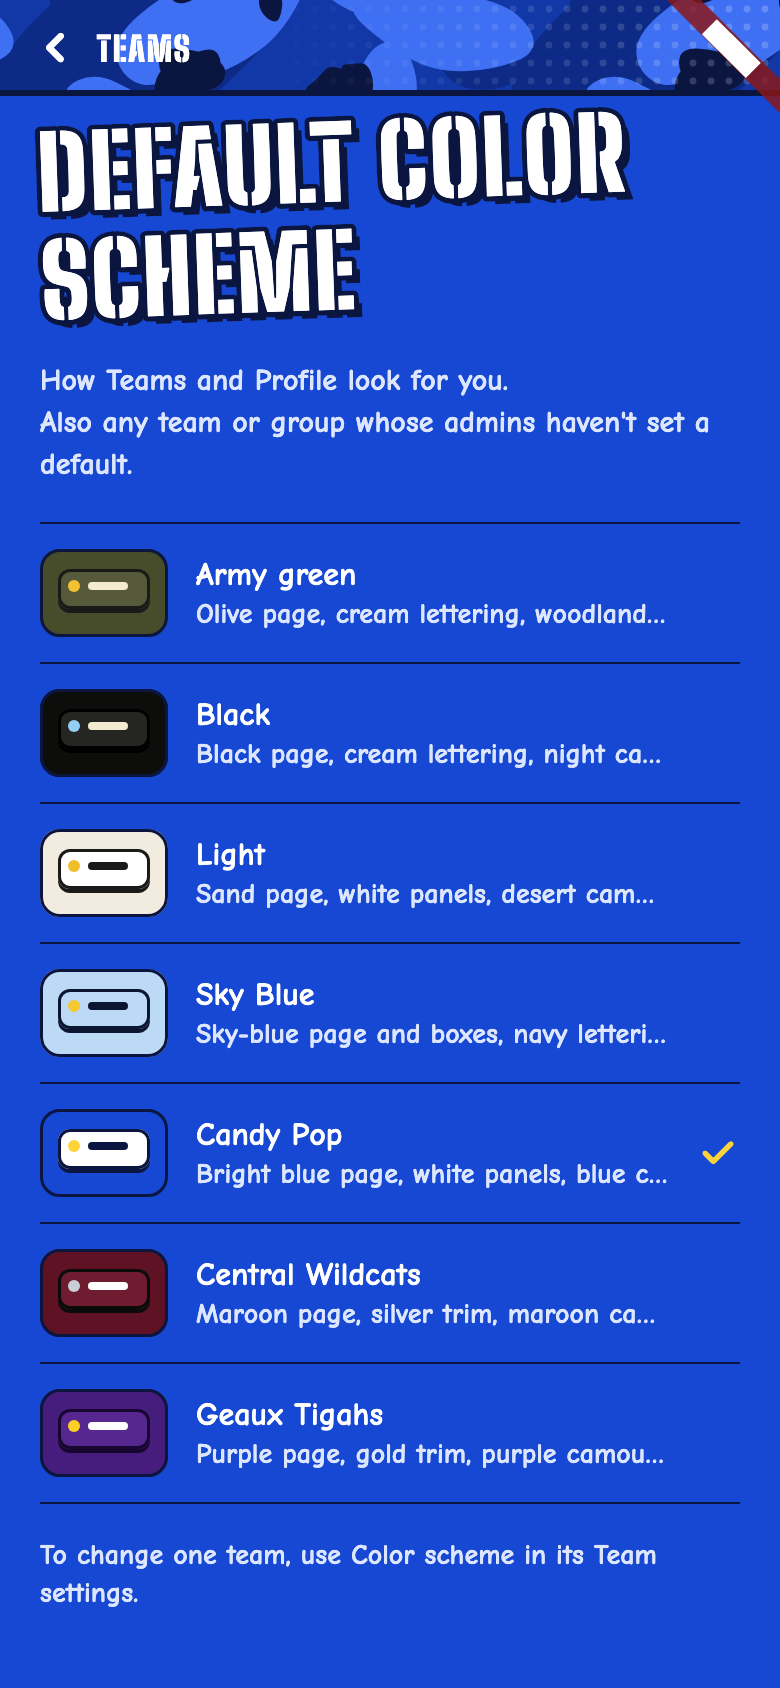 TEAMS
DEFAULT COLOR
SCHEME
How Teams and Profile look for you.
Also any team or group whose admins haven't set a
default.
Army green
Olive page, cream lettering, woodland...
Black
Black page, cream lettering, night ca...
Light
Sand page, white panels, desert cam...
Sky Blue
Sky-blue page and boxes, navy letteri...
Candy Pop
Bright blue page, white panels, blue c...
Central Wildcats
Maroon page, silver trim, maroon ca...
Geaux Tigahs
Purple page, gold trim, purple camou...
To change one team, use Color scheme in its Team
settings.